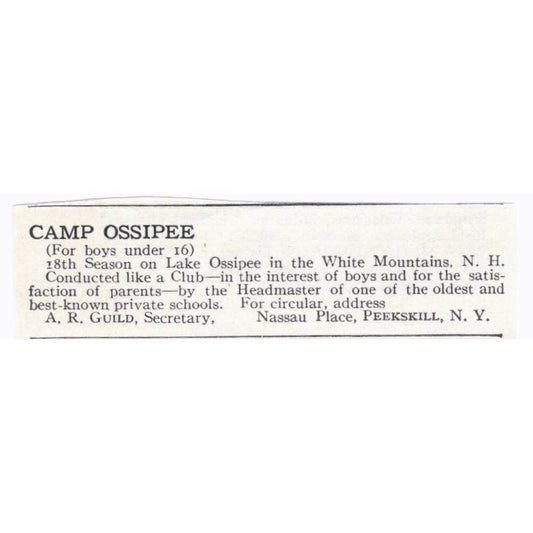 CAMP OSSIPEE
(For boys under 16)
18th Season on Lake Ossipee in the White Mountains, N. H.
Conducted like a Club—in the interest of boys and for the satis-
faction of parents—by the Headmaster of one of the oldest and
best-known private schools. For circular, address
A. R. GUILD, Secretary, Nassau Place, PEEKSKILL, N. Y.